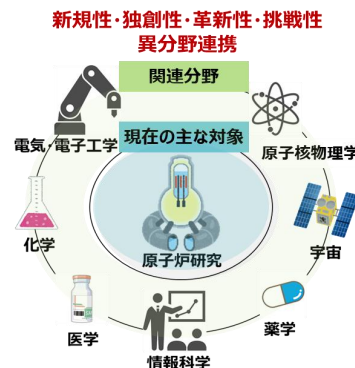 新規性・独創性・革新性・挑戦性
異分野連携
関連分野
電気・電子工学
現在の主な対象
原子核物理学
化学
原子炉研究
宇宙
医学
薬学
情報科学